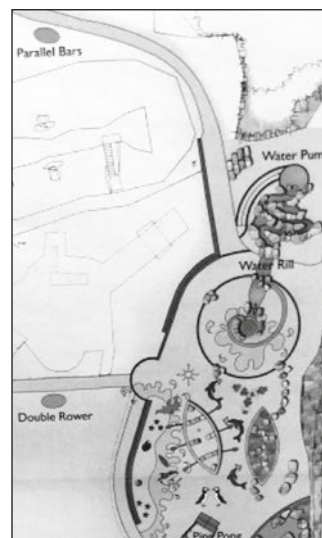 Parallel Bars
Water Pum
Water Rill
Double Rower
Ping Pong